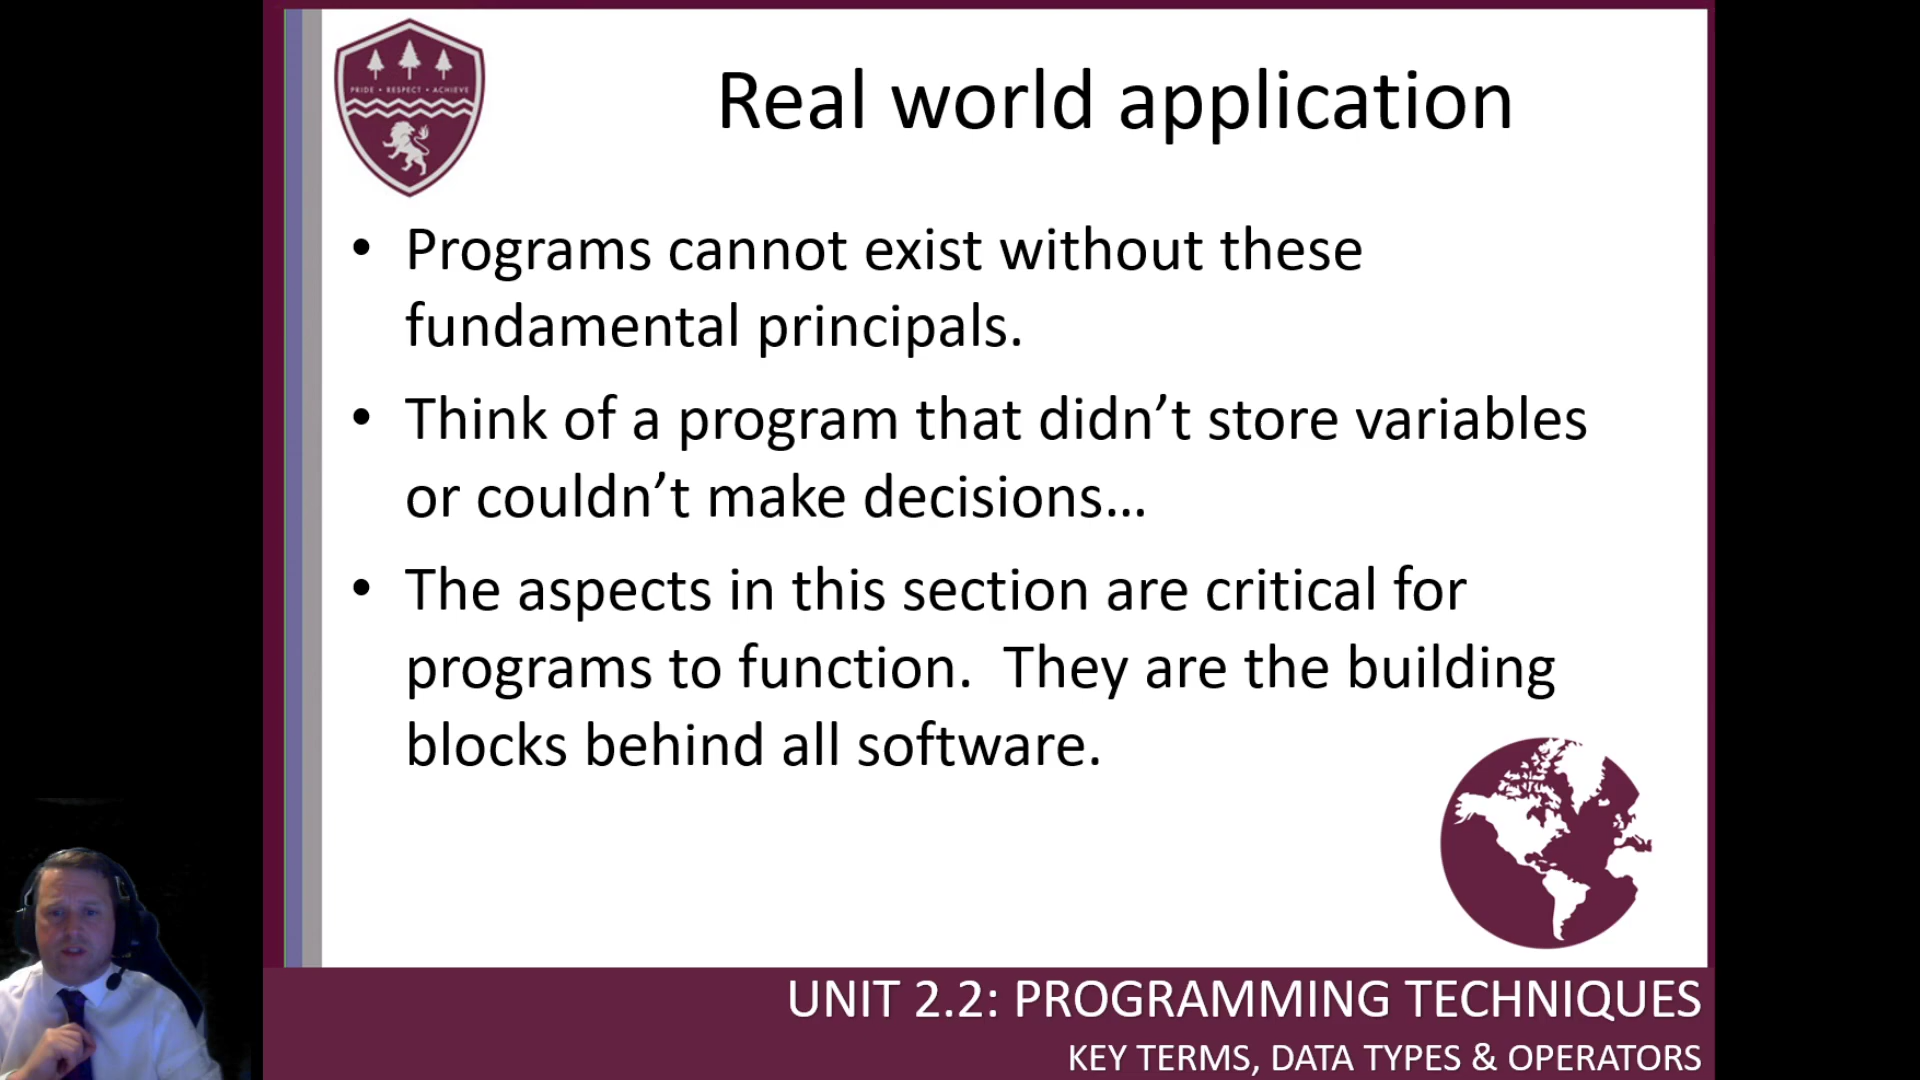 PRIDE • RESPECT • ACHIEVE
Real world application
• Programs cannot exist without these
fundamental principals.
• Think of a program that didn’t store variables
or couldn’t make decisions…
• The aspects in this section are critical for
programs to function.  They are the building
blocks behind all software.
UNIT 2.2: PROGRAMMING TECHNIQUES
KEY TERMS, DATA TYPES & OPERATORS